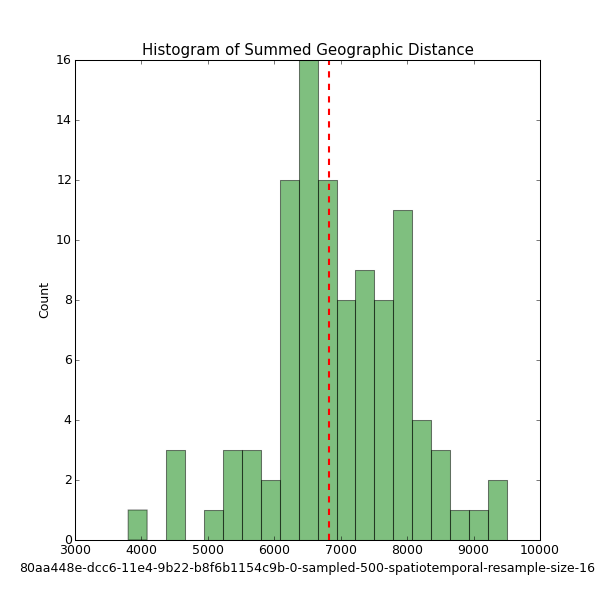 Histogram of Summed Geographic Distance
16
14
12
10
8
6
4
2
0
Count
3000 4000 5000 6000 7000 8000 9000 10000
80aa448e-dcc6-11e4-9b22-b8f6b1154c9b-0-sampled-500-spatiotemporal-resample-size-16